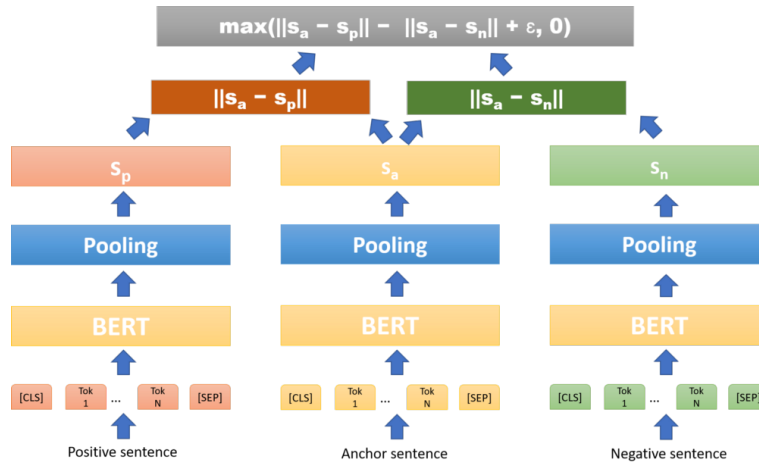 max(||sₐ − sₚ|| − ||sₐ − sₙ|| + ε, 0)
||sₐ − sₚ|| ||sₐ − sₙ||
Sₚ Sₐ Sₙ
Pooling Pooling Pooling
BERT BERT BERT
[CLS] Tok 1 ... Tok N [SEP] [CLS] Tok 1 ... Tok N [SEP] [CLS] Tok 1 ... Tok N [SEP]
Positive sentence Anchor sentence Negative sentence